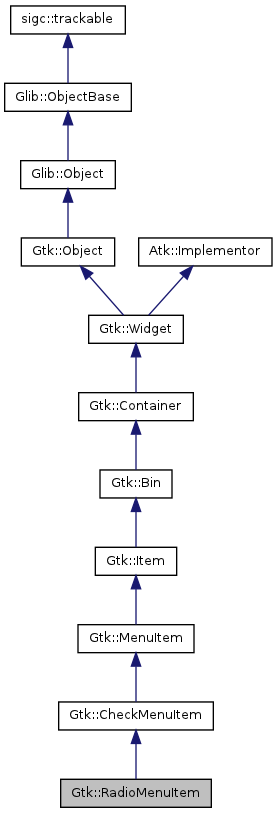 sigc::trackable
Glib::ObjectBase
Glib::Object
Gtk::Object
Atk::Implementor
Gtk::Widget
Gtk::Container
Gtk::Bin
Gtk::Item
Gtk::MenuItem
Gtk::CheckMenuItem
Gtk::RadioMenuItem